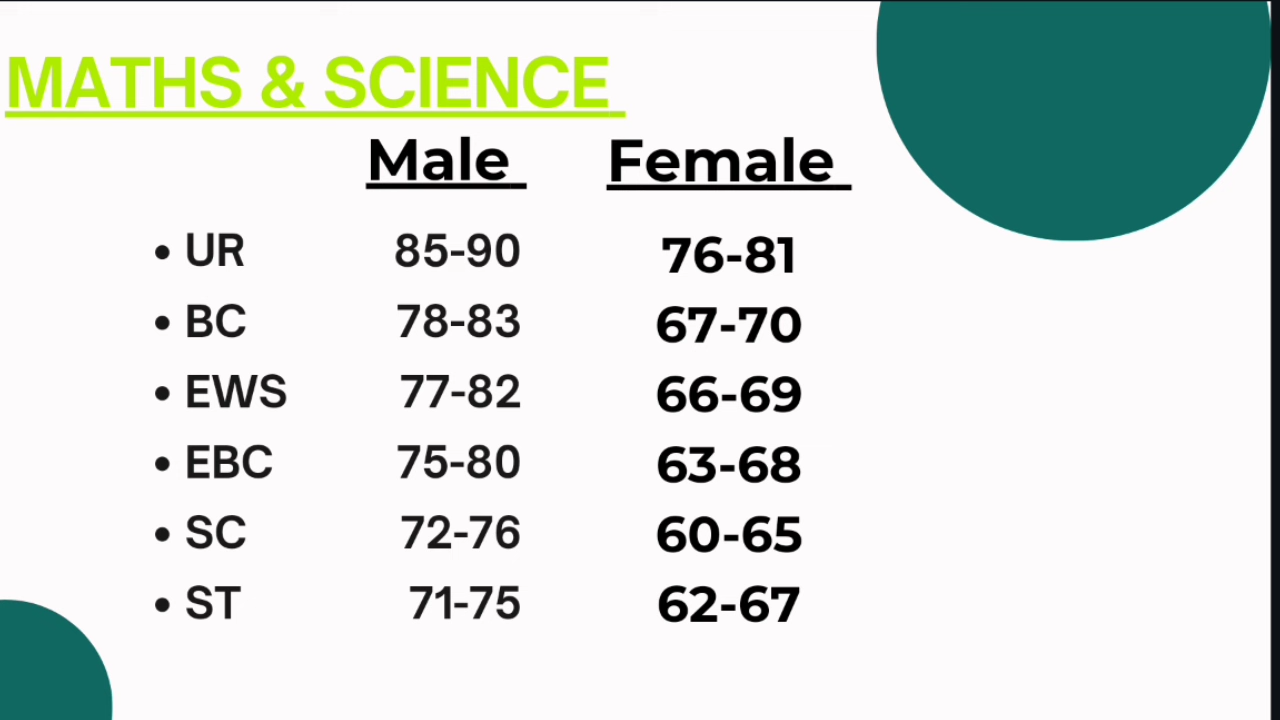 MATHS & SCIENCE
Male Female
• UR 85-90 76-81
• BC 78-83 67-70
• EWS 77-82 66-69
• EBC 75-80 63-68
• SC 72-76 60-65
• ST 71-75 62-67